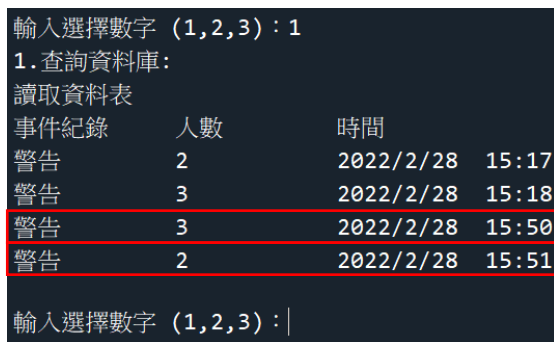 輸入選擇數字 (1,2,3)：1
1.查詢資料庫:
讀取資料表
事件紀錄 人數 時間
警告 2 2022/2/28 15:17
警告 3 2022/2/28 15:18
警告 3 2022/2/28 15:50
警告 2 2022/2/28 15:51
輸入選擇數字 (1,2,3)：